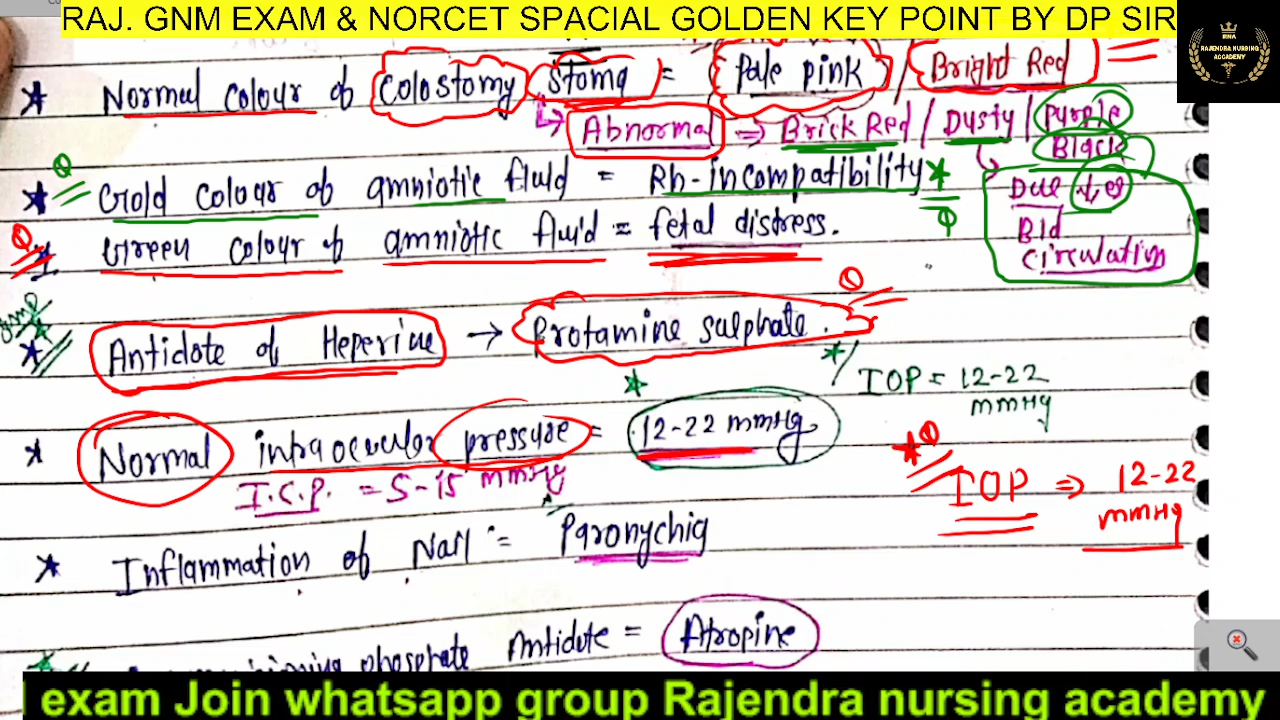 RAJ. GNM EXAM & NORCET SPACIAL GOLDEN KEY POINT BY DP SIR
RNA
RAJENDRA NURSING
ACCADEMY
Normal colour of Colostomy Stoma = Pale pink / Bright Red
Abnormal ⇒ Brick Red / Dusty / Purple
Black
Due
Bld
Circulation
Gold colour of amniotic fluid = Rh-incompatibility
Green colour of amniotic fluid = fetal distress.
Antidote of Heperine → Protamine sulphate.
IOP = 12-22
mmHg
Normal intraocular pressure = 12-22 mmHg
I.C.P. = 5-15 mmHg
IOP ⇒ 12-22
mmHg
Inflammation of Nail = Paronychia
phosphate Antidote = Atropine
exam Join whatsapp group Rajendra nursing academy